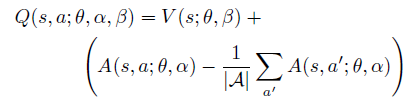 Q(s, a; θ, α, β) = V(s; θ, β) +
( A(s, a; θ, α) − 1/|𝒜| ∑_{a′} A(s, a′; θ, α) )